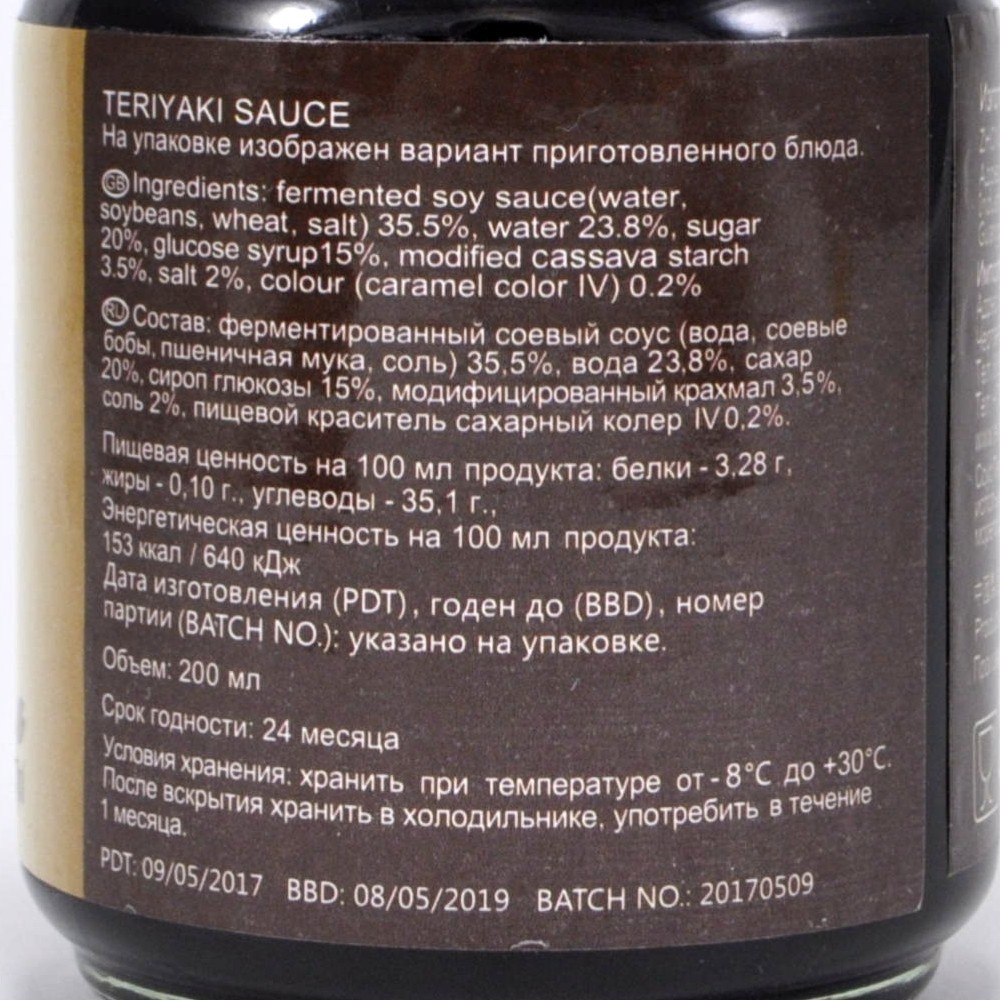 TERIYAKI SAUCE
На упаковке изображен вариант приготовленного блюда.
GB Ingredients: fermented soy sauce(water,
soybeans, wheat, salt) 35.5%, water 23.8%, sugar
20%, glucose syrup15%, modified cassava starch
3.5%, salt 2%, colour (caramel color IV) 0.2%
RU Состав: ферментированный соевый соус (вода, соевые
бобы, пшеничная мука, соль) 35,5%, вода 23,8%, сахар
20%, сироп глюкозы 15%, модифицированный крахмал 3,5%,
соль 2%, пищевой краситель сахарный колер IV 0,2%.
Пищевая ценность на 100 мл продукта: белки - 3,28 г,
жиры - 0,10 г., углеводы - 35,1 г.,
Энергетическая ценность на 100 мл продукта:
153 ккал / 640 кДж
Дата изготовления (PDT), годен до (BBD), номер
партии (BATCH NO.): указано на упаковке.
Объем: 200 мл
Срок годности: 24 месяца
Условия хранения: хранить при температуре от - 8°C до +30°C.
После вскрытия хранить в холодильнике, употребить в течение
1 месяца.
PDT: 09/05/2017 BBD: 08/05/2019 BATCH NO.: 20170509